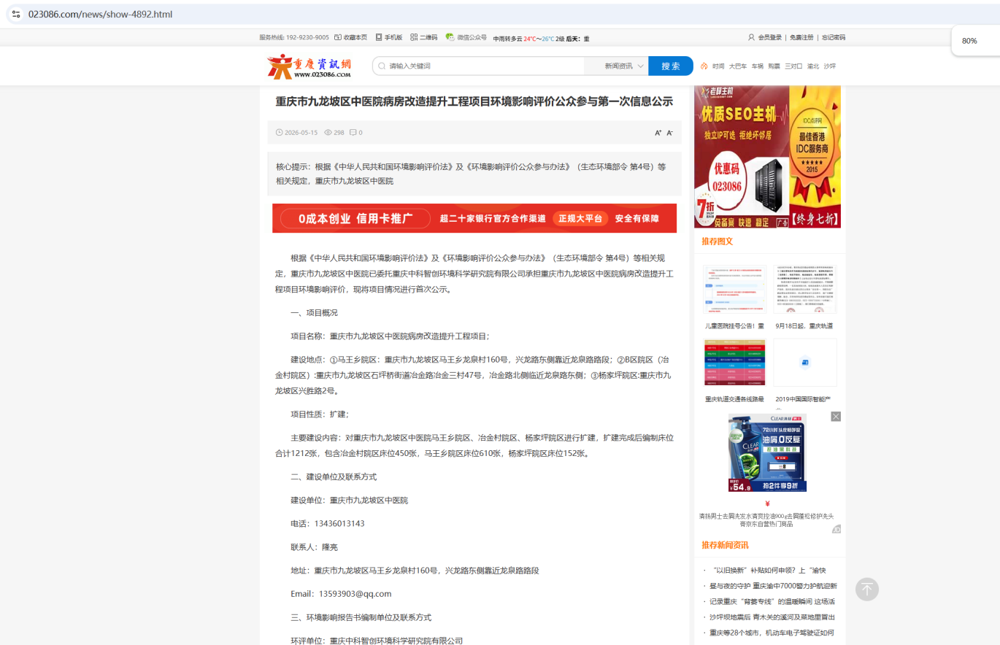 023086.com/news/show-4892.html
80%
服务热线: 192-9230-9005 收藏本页 手机版 二维码 微信公众号 中雨转多云 24℃～26℃ 2级 后天：重
会员登录 | 免费注册 | 忘记密码
重慶資訊網
www.023086.com
请输入关键词 新闻资讯 搜 索
时间 大巴车 车祸 购票 三对口 渝北 沙坪
重庆市九龙坡区中医院病房改造提升工程项目环境影响评价公众参与第一次信息公示
2026-05-15 298 0 A+ A-
核心提示：根据《中华人民共和国环境影响评价法》及《环境影响评价公众参与办法》（生态环境部令 第4号）等
相关规定，重庆市九龙坡区中医院
0成本创业 信用卡推广 超二十家银行官方合作渠道 正规大平台 安全有保障
根据《中华人民共和国环境影响评价法》及《环境影响评价公众参与办法》（生态环境部令 第4号）等相关规
定，重庆市九龙坡区中医院已委托重庆中科智创环境科学研究院有限公司承担重庆市九龙坡区中医院病房改造提升工
程项目环境影响评价，现将项目情况进行首次公示。
一、项目概况
项目名称：重庆市九龙坡区中医院病房改造提升工程项目；
建设地点：①马王乡院区：重庆市九龙坡区马王乡龙泉村160号，兴龙路东侧靠近龙泉路路段；②B区院区（冶
金村院区）:重庆市九龙坡区石坪桥街道冶金路冶金三村47号，冶金路北侧临近龙泉路东侧；③杨家坪院区:重庆市九
龙坡区兴胜路2号。
项目性质：扩建；
主要建设内容：对重庆市九龙坡区中医院马王乡院区、冶金村院区、杨家坪院区进行扩建，扩建完成后编制床位
合计1212张，包含冶金村院区床位450张，马王乡院区床位610张，杨家坪院区床位152张。
二、建设单位及联系方式
建设单位：重庆市九龙坡区中医院
电话：13436013143
联系人：隆亮
地址：重庆市九龙坡区马王乡龙泉村160号，兴龙路东侧靠近龙泉路路段
Email：13593903@qq.com
三、环境影响报告书编制单位及联系方式
环评单位：重庆中科智创环境科学研究院有限公司
老薛主机
优质SEO主机
独立IP可选 拒绝坏邻居
IDC点评网
最佳香港
IDC服务商
★★★★★
2015
优惠码
023086
7折
免备案 快速 稳定
广告
【终身七折】
推荐图文
儿童医院挂号公告！重
9月18日起，重庆轨道
重庆轨道交通各线路最
2019中国国际智能产
CLEAR清扬
72小时头皮新呼吸
油屑0反复
控油黑科技
CLEAR
¥54.9
拍2件享9折
¥
清扬男士去屑洗发水清爽控油900g去屑蓬松修护洗头
膏京东自营热门商品
JD
推荐新闻资讯
· “以旧换新”补贴如何申领？上“渝快
· 昼与夜的守护 重庆渝中7000警力护航迎新
· 记录重庆“背篓专线”的温暖瞬间 这场活
· 沙坪坝地震后 青木关的溪河及菜地里冒出
· 重庆等28个城市，机动车电子驾驶证如何